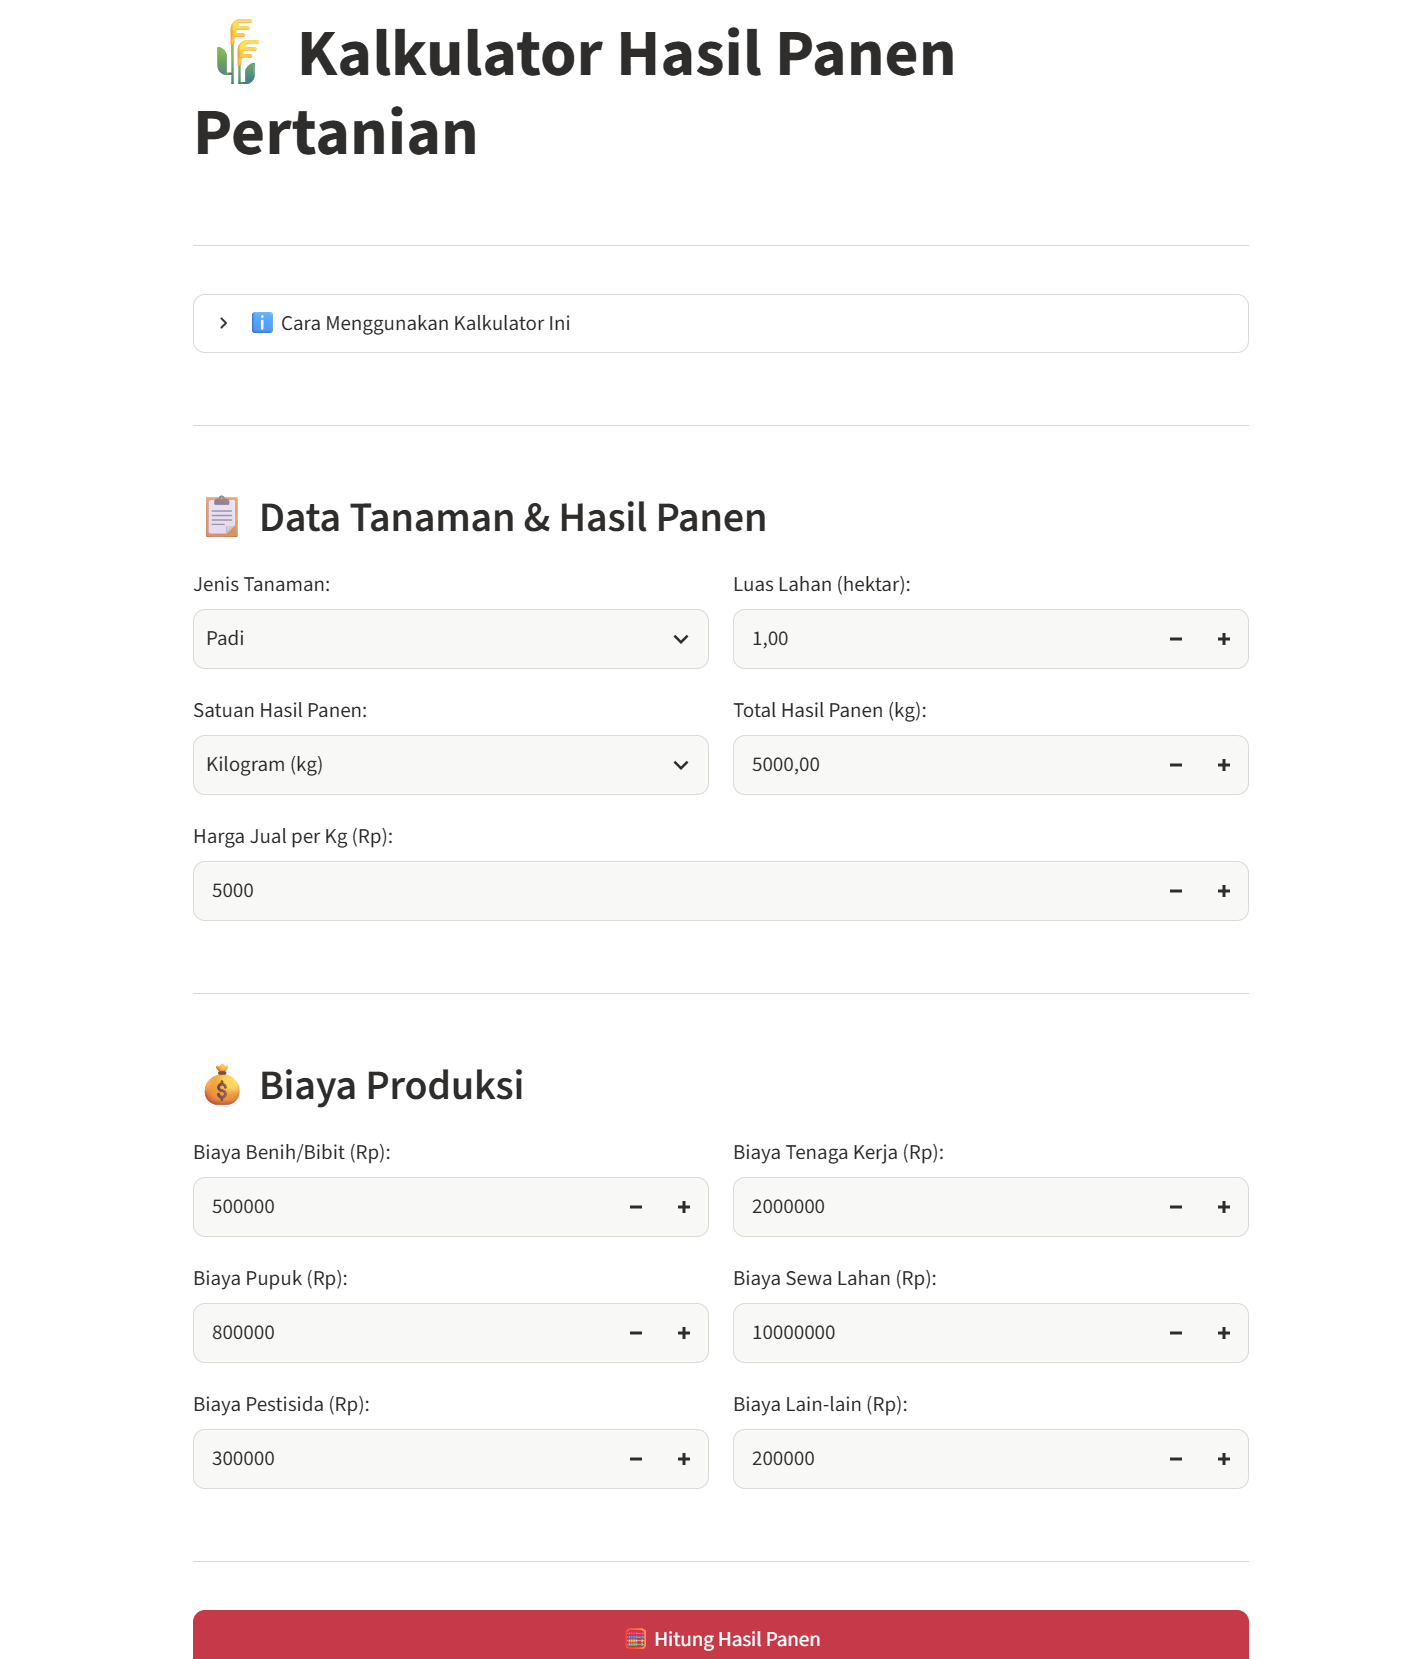 Kalkulator Hasil Panen
Pertanian
Cara Menggunakan Kalkulator Ini
Data Tanaman & Hasil Panen
Jenis Tanaman:
Padi
Luas Lahan (hektar):
1,00
Satuan Hasil Panen:
Kilogram (kg)
Total Hasil Panen (kg):
5000,00
Harga Jual per Kg (Rp):
5000
Biaya Produksi
Biaya Benih/Bibit (Rp):
500000
Biaya Tenaga Kerja (Rp):
2000000
Biaya Pupuk (Rp):
800000
Biaya Sewa Lahan (Rp):
10000000
Biaya Pestisida (Rp):
300000
Biaya Lain-lain (Rp):
200000
Hitung Hasil Panen